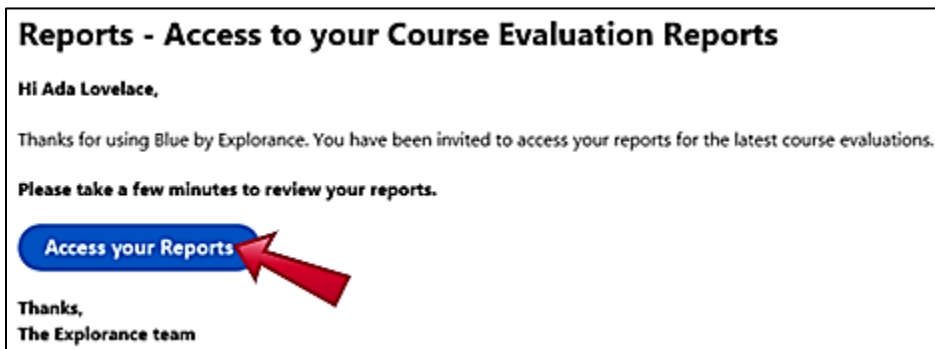 Reports - Access to your Course Evaluation Reports
Hi Ada Lovelace,
Thanks for using Blue by Explorance. You have been invited to access your reports for the latest course evaluations.
Please take a few minutes to review your reports.
Access your Reports
Thanks,
The Explorance team